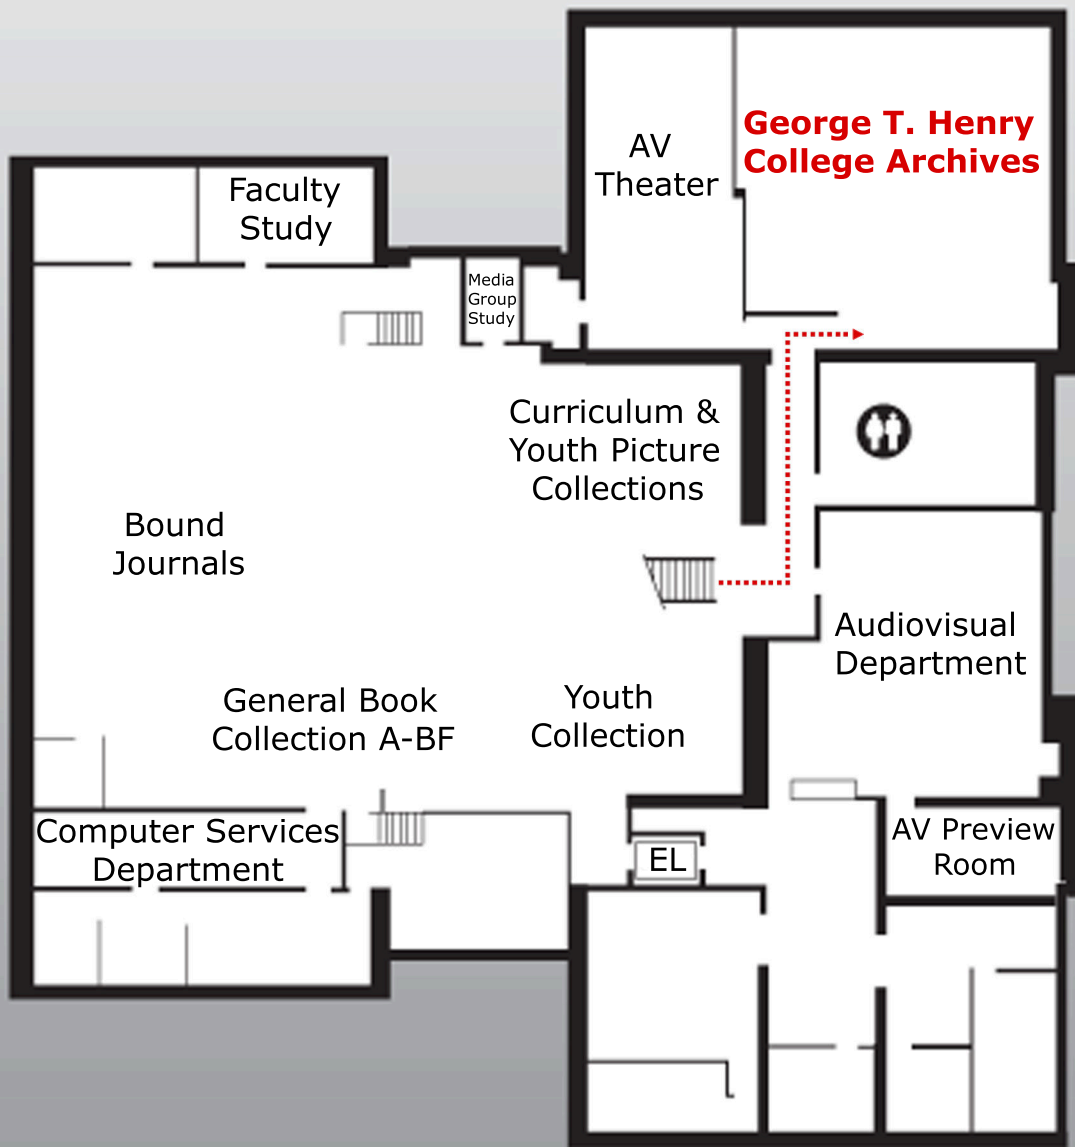 George T. Henry
College Archives
AV
Theater
Faculty
Study
Media
Group
Study
Curriculum &
Youth Picture
Collections
Bound
Journals
Audiovisual
Department
General Book
Collection A-BF
Youth
Collection
Computer Services
Department
EL
AV Preview
Room